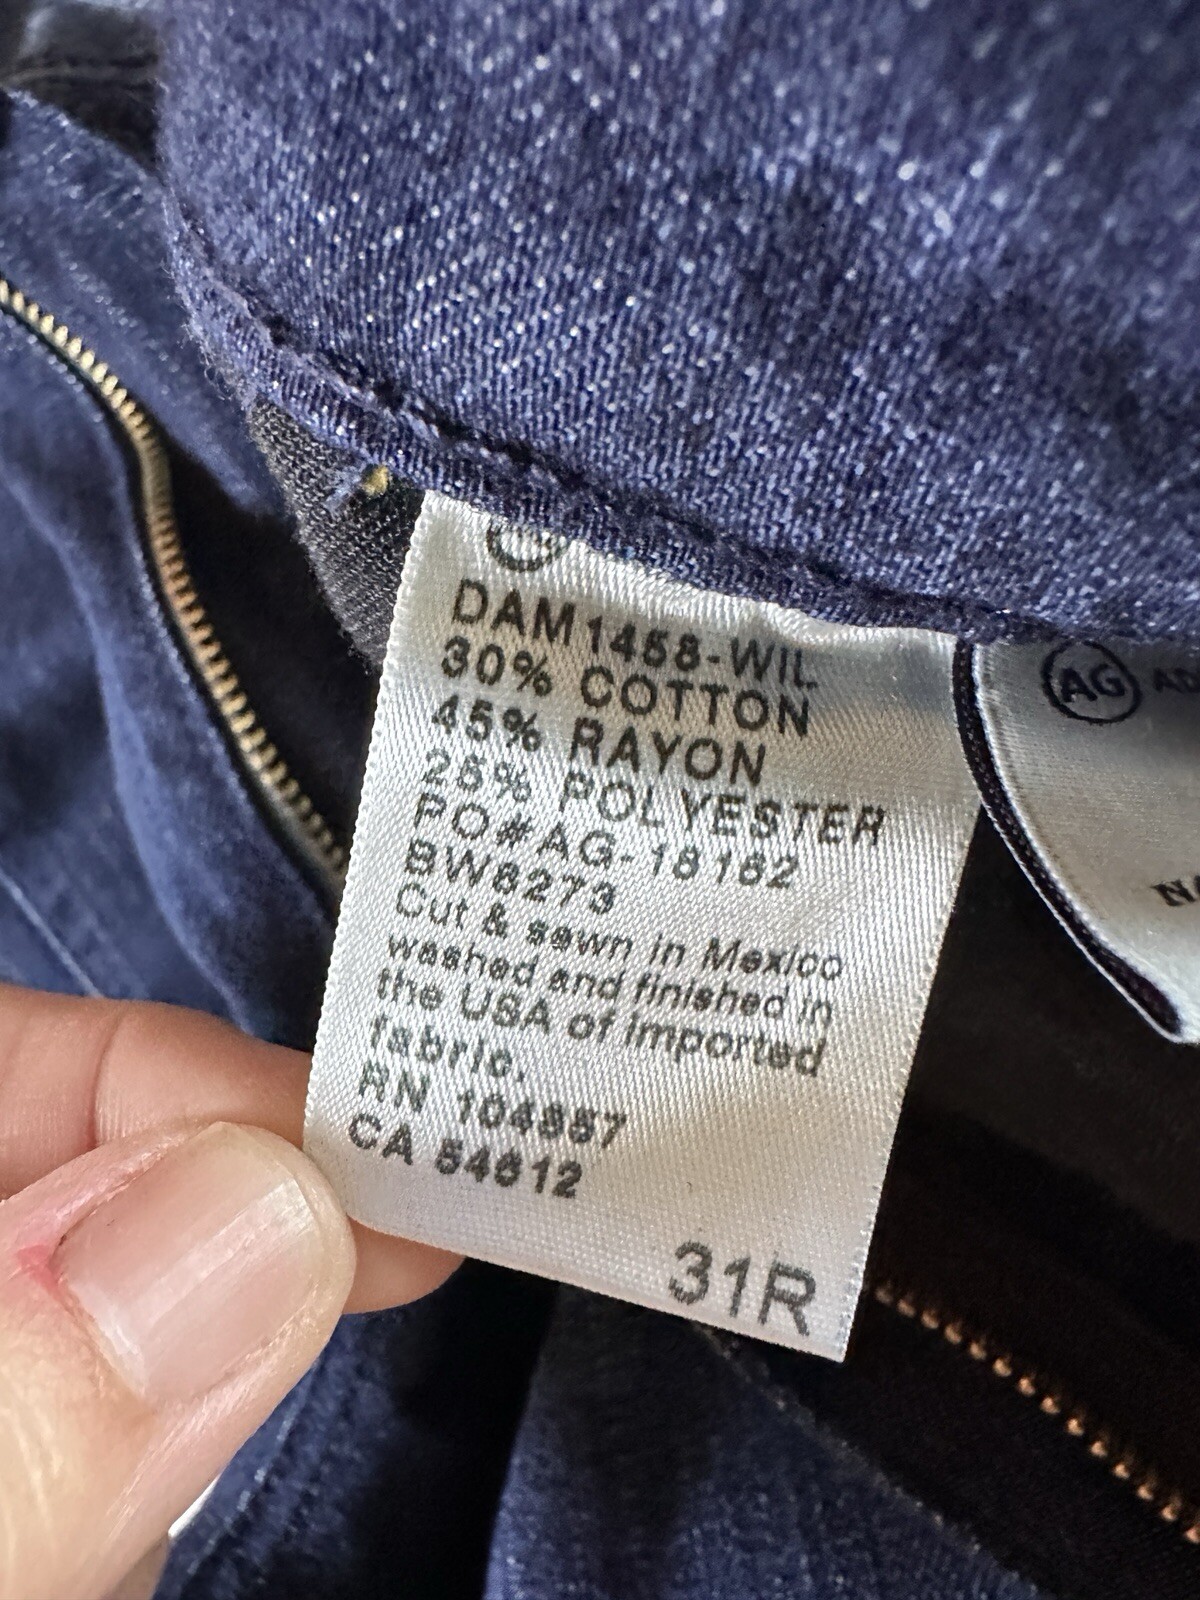 DAM1458-WIL
30% COTTON
45% RAYON
25% POLYESTER
PO#AG-18162
BW8273
Cut & sewn in Mexico
washed and finished in
the USA of imported
fabric.
RN 104857
CA 54612
31R
AG